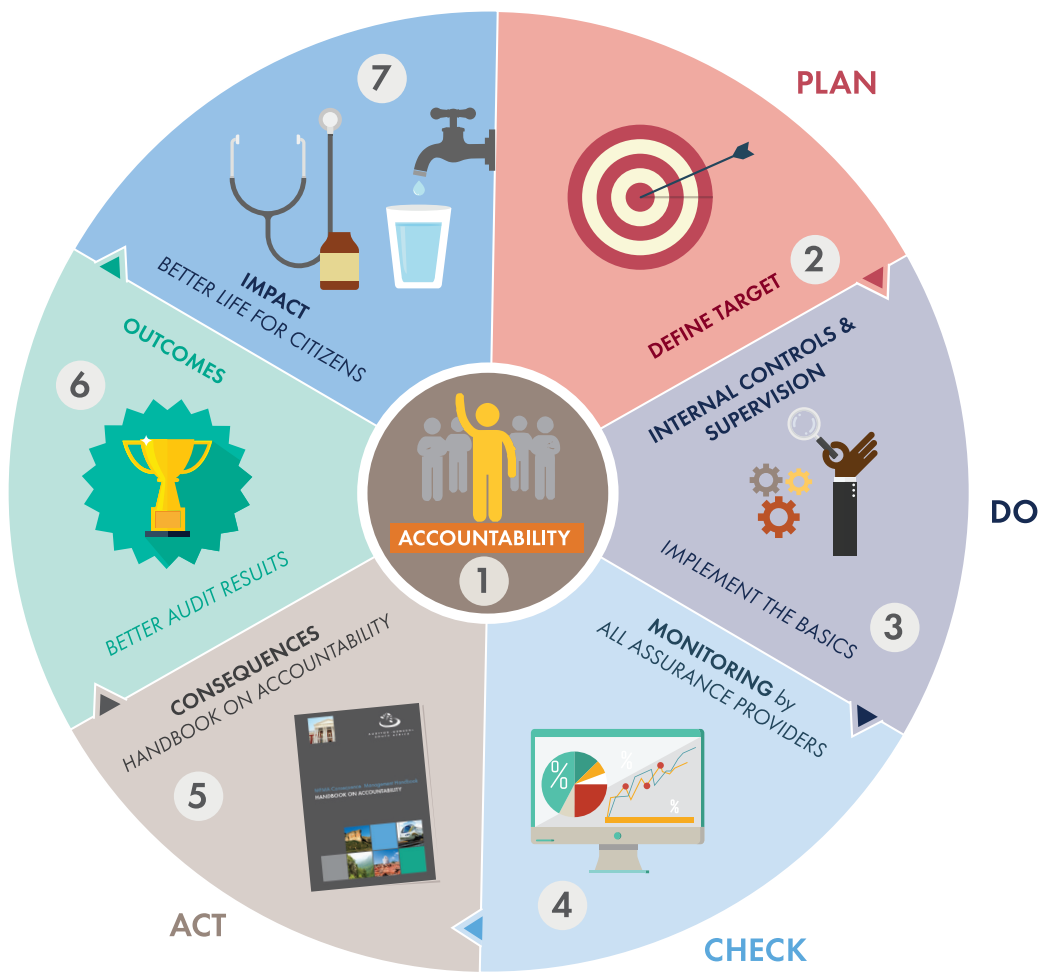 7
IMPACT
BETTER LIFE FOR CITIZENS
PLAN
2
DEFINE TARGET
INTERNAL CONTROLS &
SUPERVISION
IMPLEMENT THE BASICS
3
DO
MONITORING by
ALL ASSURANCE PROVIDERS
%
%
%
4
CHECK
CONSEQUENCES
HANDBOOK ON ACCOUNTABILITY
HANDBOOK ON ACCOUNTABILITY
5
ACT
OUTCOMES
6
BETTER AUDIT RESULTS
ACCOUNTABILITY
1